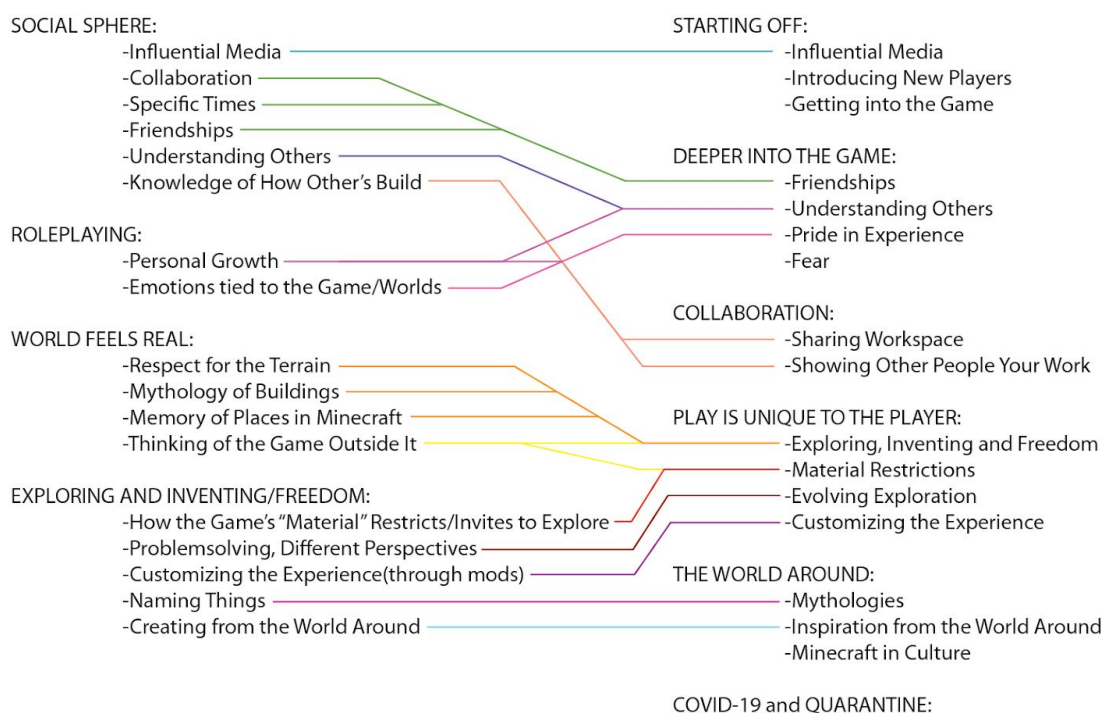 SOCIAL SPHERE:
-Influential Media
-Collaboration
-Specific Times
-Friendships
-Understanding Others
-Knowledge of How Other's Build
ROLEPLAYING:
-Personal Growth
-Emotions tied to the Game/Worlds
WORLD FEELS REAL:
-Respect for the Terrain
-Mythology of Buildings
-Memory of Places in Minecraft
-Thinking of the Game Outside It
EXPLORING AND INVENTING/FREEDOM:
-How the Game's “Material” Restricts/Invites to Explore
-Problemsolving, Different Perspectives
-Customizing the Experience(through mods)
-Naming Things
-Creating from the World Around
STARTING OFF:
-Influential Media
-Introducing New Players
-Getting into the Game
DEEPER INTO THE GAME:
-Friendships
-Understanding Others
-Pride in Experience
-Fear
COLLABORATION:
-Sharing Workspace
-Showing Other People Your Work
PLAY IS UNIQUE TO THE PLAYER:
-Exploring, Inventing and Freedom
-Material Restrictions
-Evolving Exploration
-Customizing the Experience
THE WORLD AROUND:
-Mythologies
-Inspiration from the World Around
-Minecraft in Culture
COVID-19 and QUARANTINE: